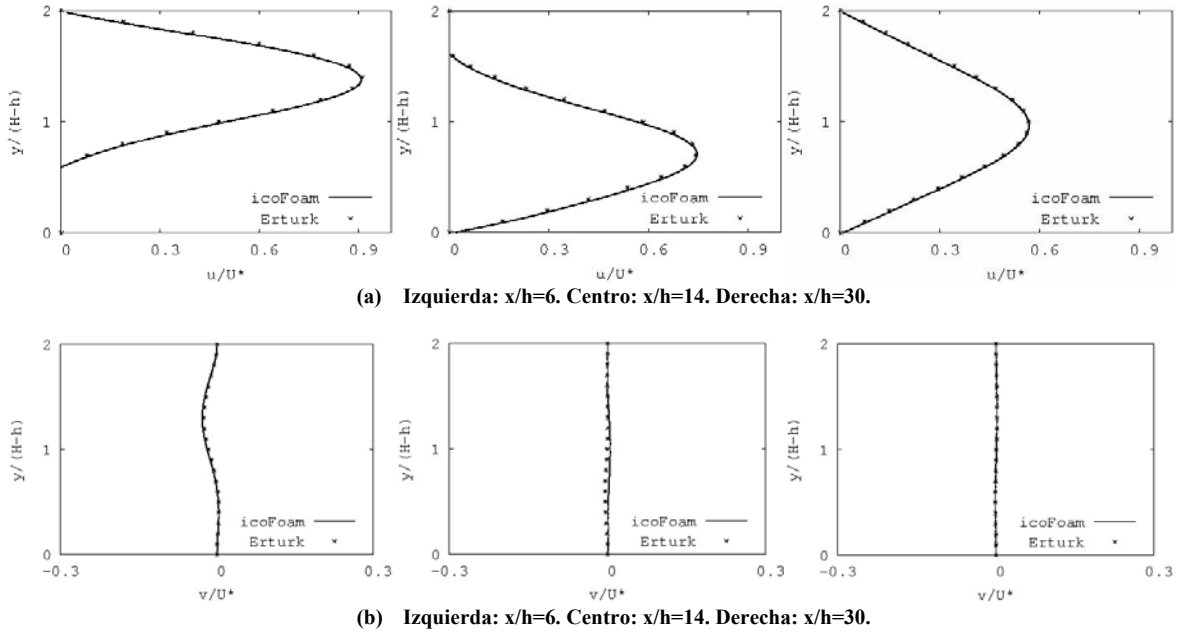 2
y/(H-h)
1
0
icoFoam
Erturk
0
0.3
0.6
0.9
u/U*
2
y/(H-h)
1
0
icoFoam
Erturk
0
0.3
0.6
0.9
u/U*
2
y/(H-h)
1
0
icoFoam
Erturk
0
0.3
0.6
0.9
u/U*
(a) Izquierda: x/h=6. Centro: x/h=14. Derecha: x/h=30.
2
y/(H-h)
1
0
icoFoam
Erturk
-0.3
0
0.3
v/U*
2
y/(H-h)
1
0
icoFoam
Erturk
-0.3
0
0.3
v/U*
2
y/(H-h)
1
0
icoFoam
Erturk
-0.3
0
0.3
v/U*
(b) Izquierda: x/h=6. Centro: x/h=14. Derecha: x/h=30.